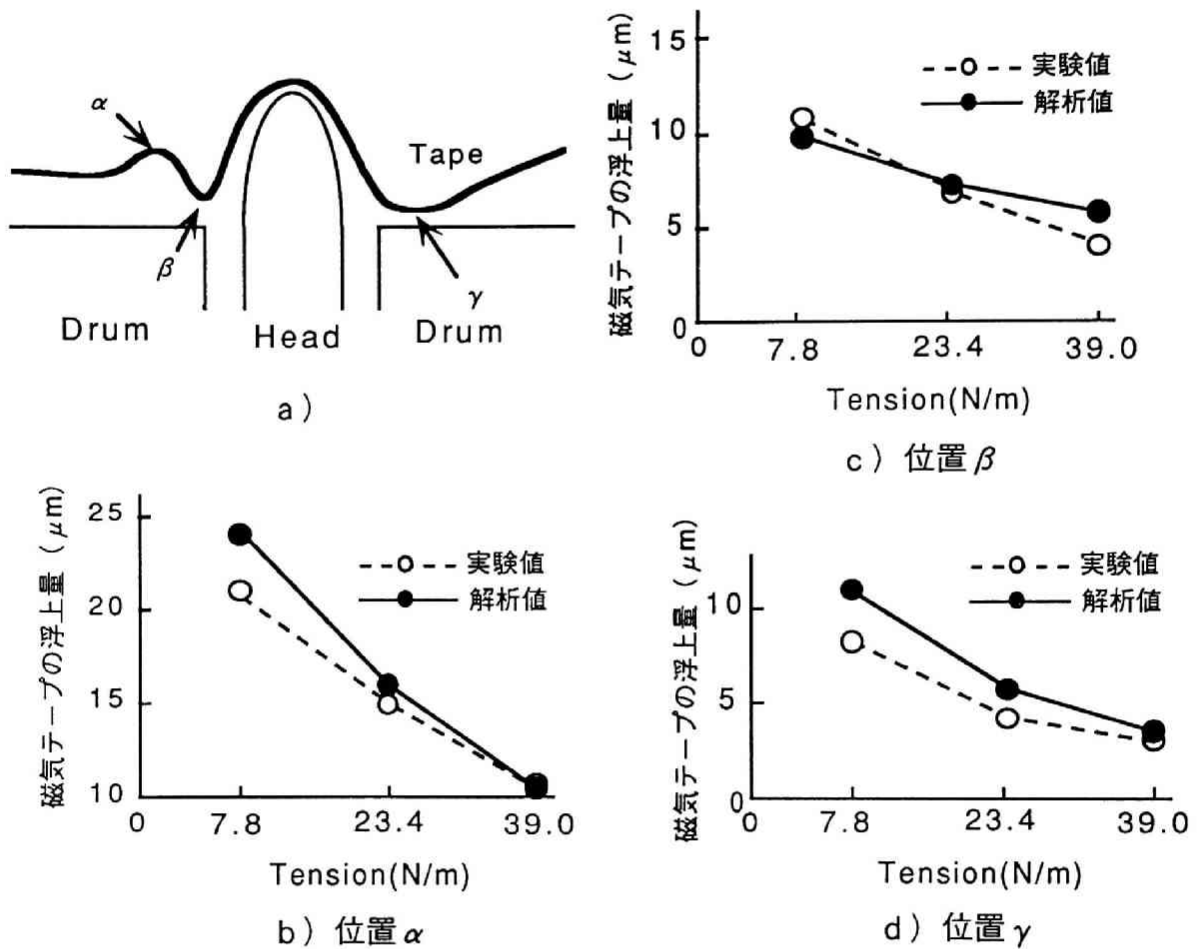 α
Tape
β
γ
Drum
Head
Drum
a)
磁気テープの浮上量 (μm)
15
10
5
0
0
7.8
23.4
39.0
実験値
解析値
Tension(N/m)
c) 位置β
磁気テープの浮上量 (μm)
25
20
15
10
0
7.8
23.4
39.0
実験値
解析値
Tension(N/m)
b) 位置α
磁気テープの浮上量 (μm)
10
5
0
0
7.8
23.4
39.0
実験値
解析値
Tension(N/m)
d) 位置γ